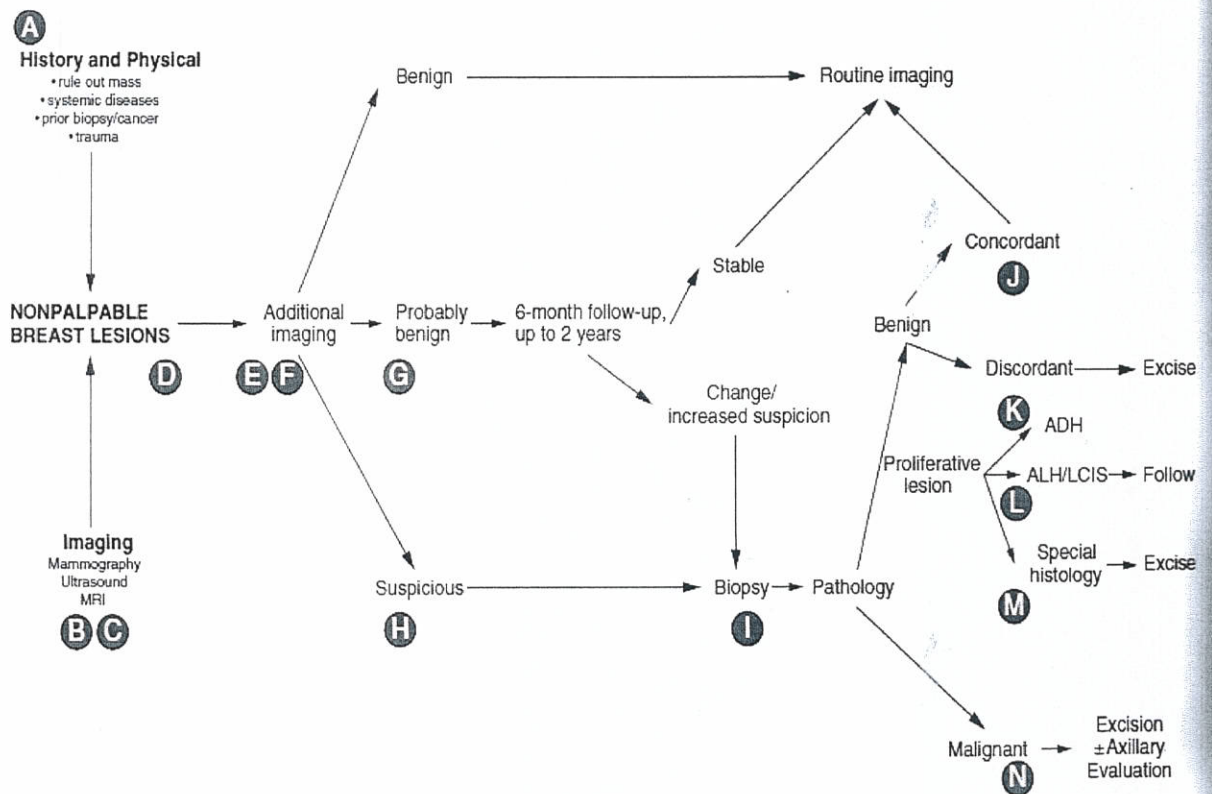 A
History and Physical
• rule out mass
• systemic diseases
• prior biopsy/cancer
• trauma
Benign
Routine imaging
Concordant
J
Stable
NONPALPABLE
BREAST LESIONS
D
Additional
imaging
E F
Probably
benign
G
6-month follow-up,
up to 2 years
Benign
Discordant
Excise
K
Change/
increased suspicion
ADH
Proliferative
lesion
ALH/LCIS
Follow
L
Imaging
Mammography
Ultrasound
MRI
B C
Suspicious
H
Biopsy
I
Pathology
Special
histology
Excise
M
Malignant
N
Excision
±Axillary
Evaluation